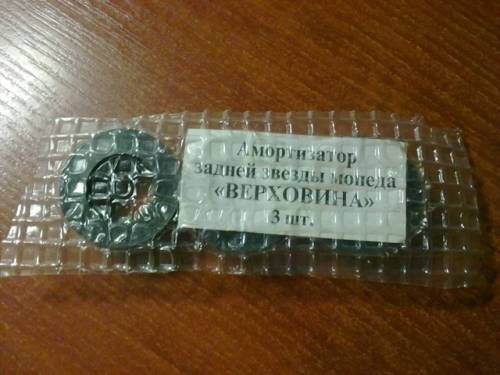 Амортизатор
задней звезды мопеда
«ВЕРХОВИНА»
3 шт.